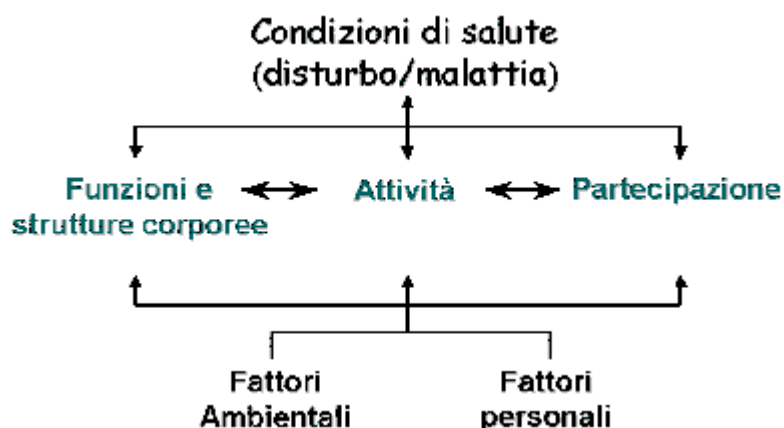 Condizioni di salute
(disturbo/malattia)
Funzioni e
strutture corporee
Attività
Partecipazione
Fattori
Ambientali
Fattori
personali